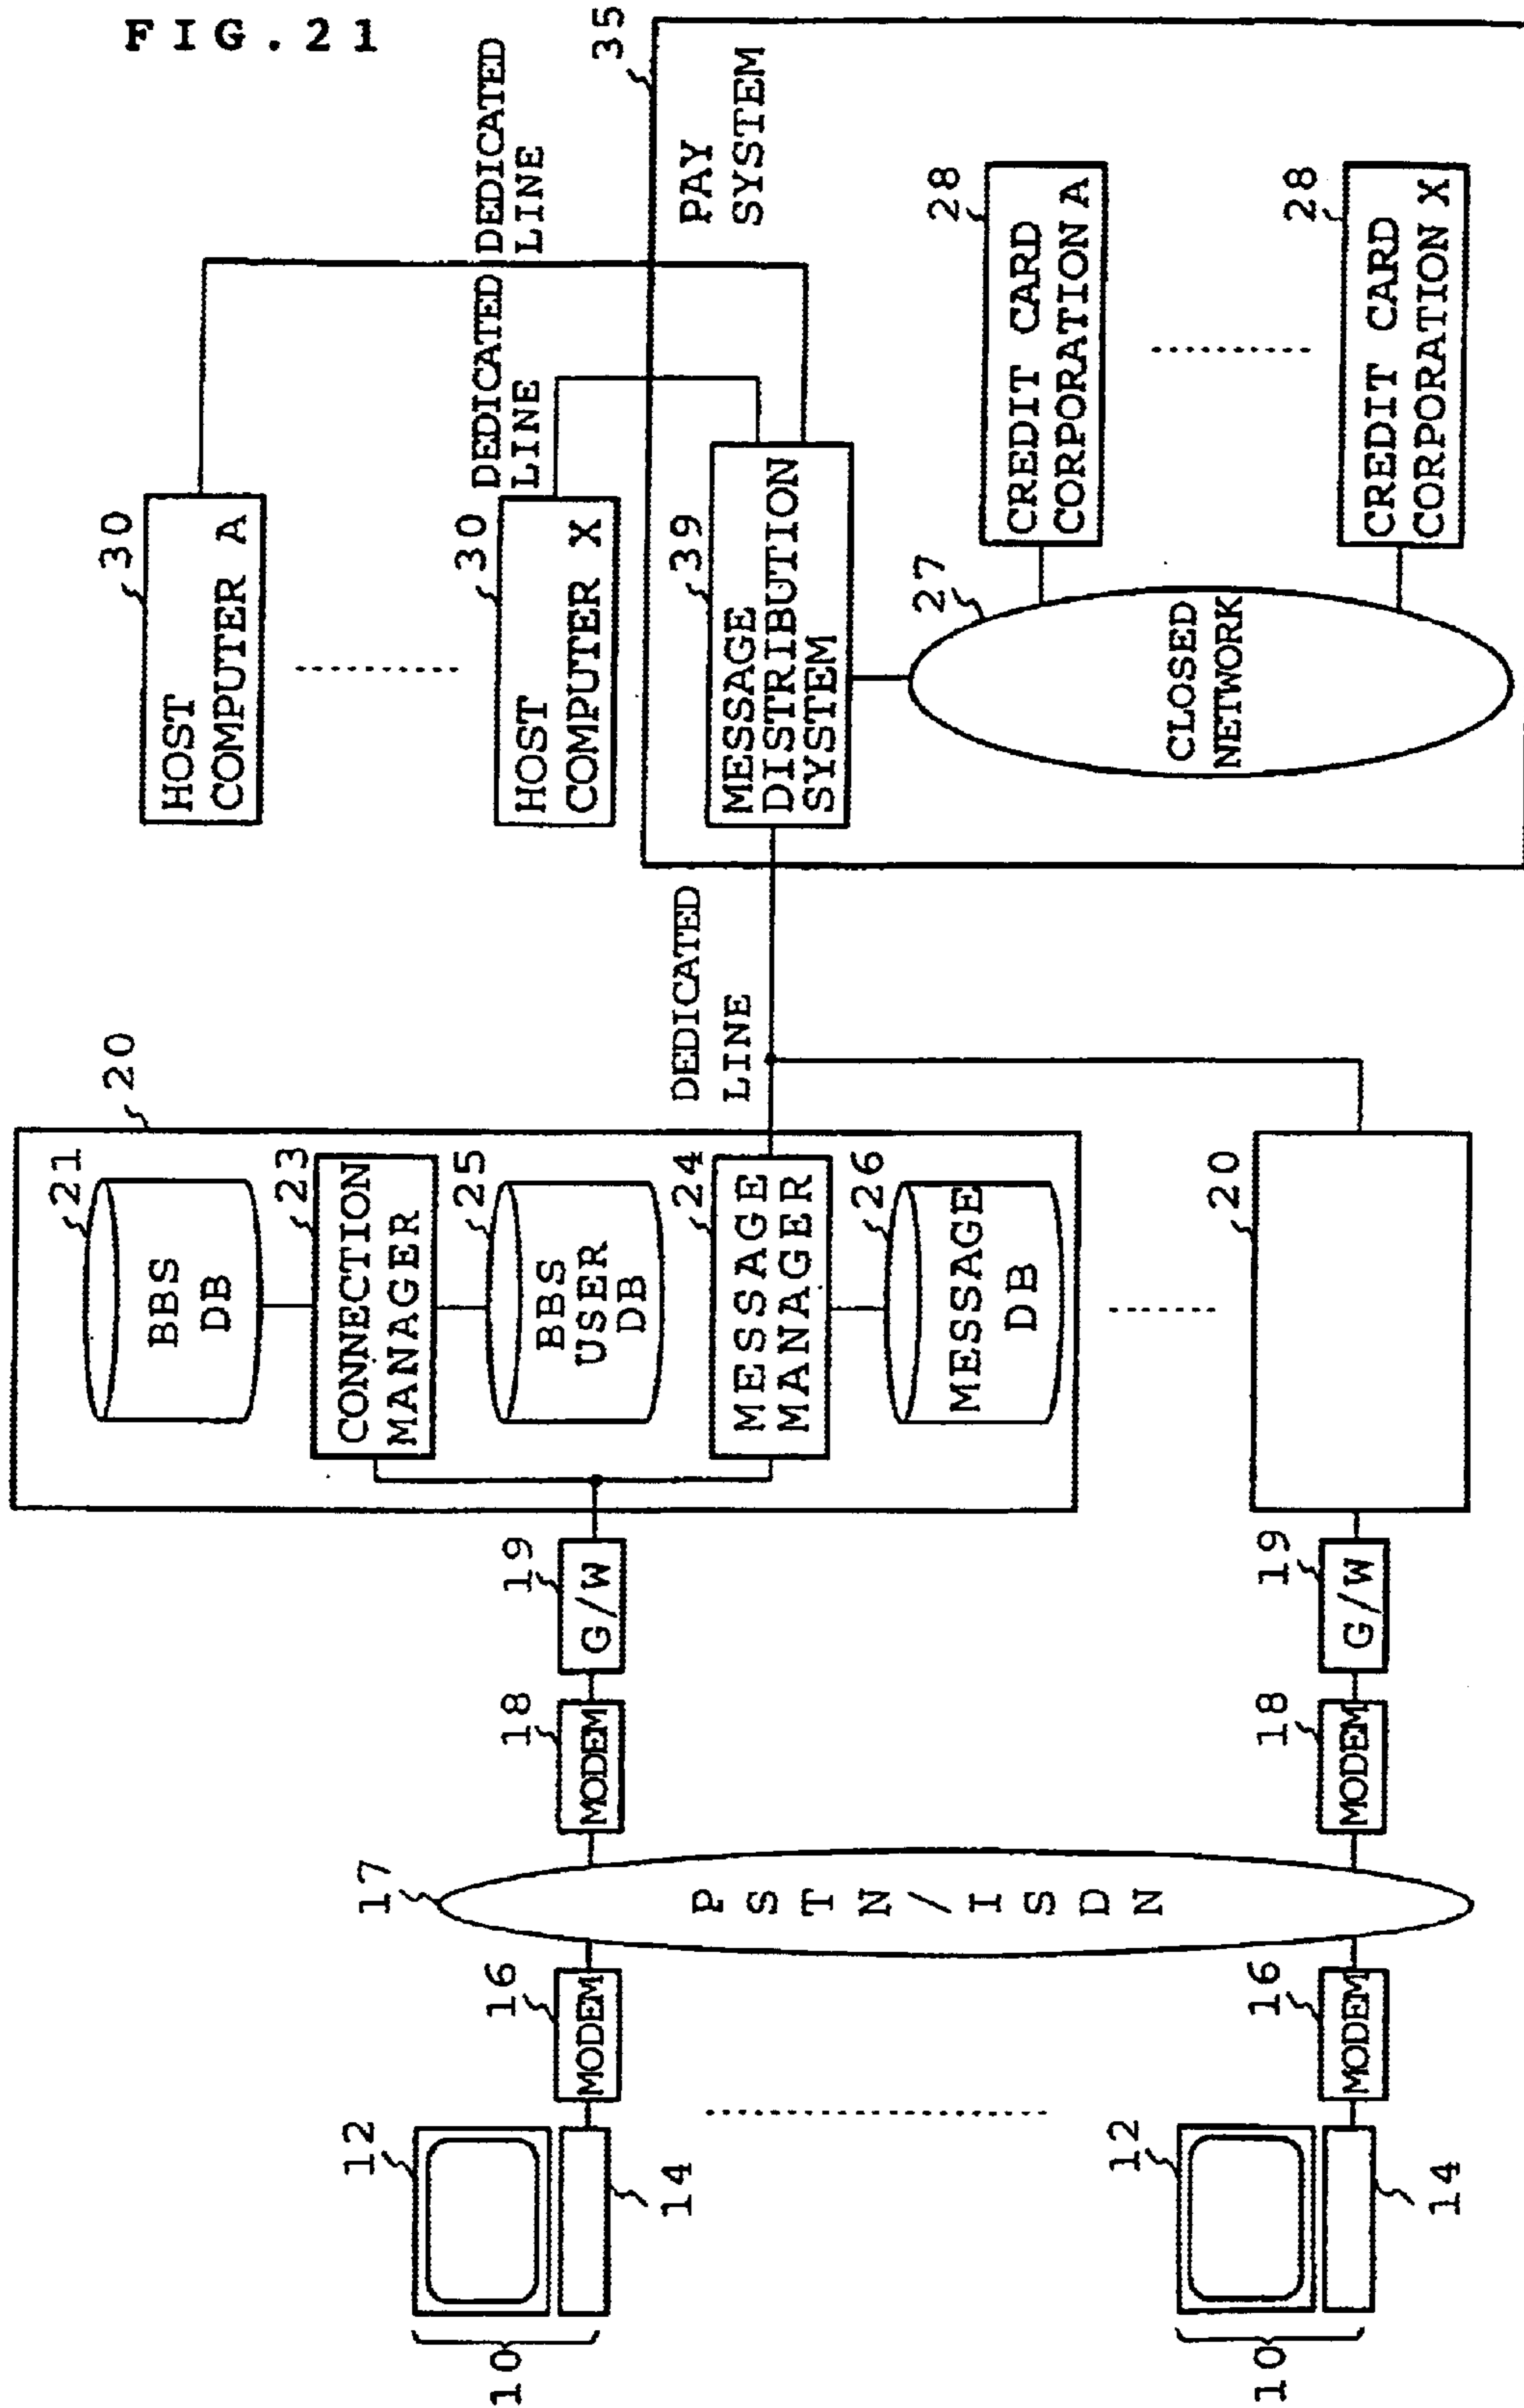 FIG.21
10
12
14
16
MODEM
10
12
14
16
MODEM
17
PSTN/ISDN
18
MODEM
19
G/W
18
MODEM
19
G/W
20
21
BBS
DB
23
CONNECTION
MANAGER
25
BBS
USER
DB
24
MESSAGE
MANAGER
26
MESSAGE
DB
20
DEDICATED
LINE
30
HOST
COMPUTER A
30
HOST
COMPUTER X
DEDICATED
LINE
DEDICATED
LINE
35
PAY
SYSTEM
39
MESSAGE
DISTRIBUTION
SYSTEM
27
CLOSED
NETWORK
28
CREDIT CARD
CORPORATION A
28
CREDIT CARD
CORPORATION X